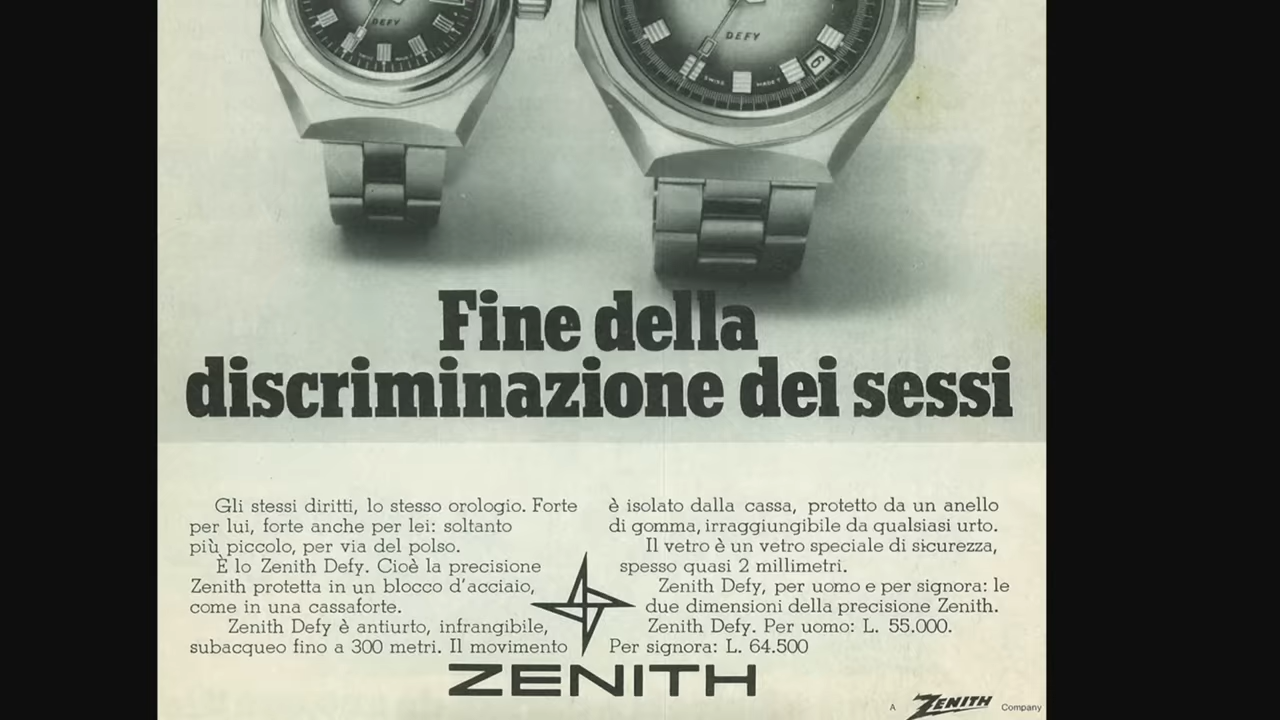 DEFY
DEFY
6
SWISS MADE T
Fine della
discriminazione dei sessi
Gli stessi diritti, lo stesso orologio. Forte
per lui, forte anche per lei: soltanto
più piccolo, per via del polso.
È lo Zenith Defy. Cioè la precisione
Zenith protetta in un blocco d'acciaio,
come in una cassaforte.
Zenith Defy è antiurto, infrangibile,
subacqueo fino a 300 metri. Il movimento
è isolato dalla cassa, protetto da un anello
di gomma, irraggiungibile da qualsiasi urto.
Il vetro è un vetro speciale di sicurezza,
spesso quasi 2 millimetri.
Zenith Defy, per uomo e per signora: le
due dimensioni della precisione Zenith.
Zenith Defy. Per uomo: L. 55.000.
Per signora: L. 64.500
ZENITH
A ZENITH Company